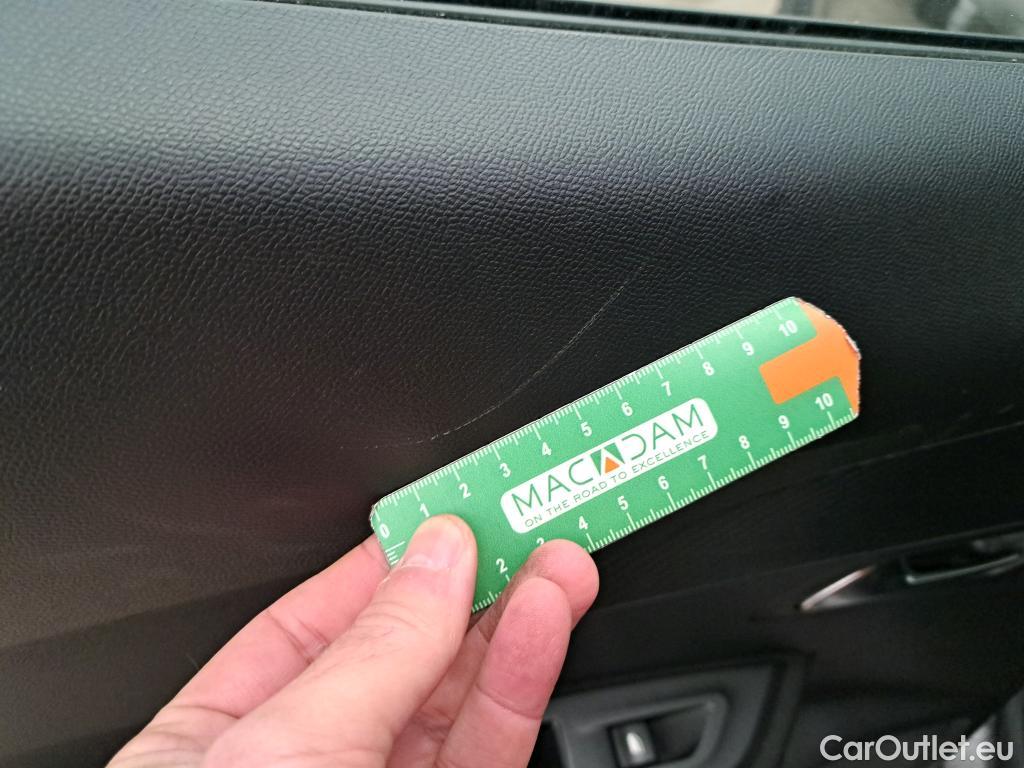 0 1 2 3 4 5 6 7 8 9 10
MACADAM
ON THE ROAD TO EXCELLENCE
2 3 4 5 6 7 8 9 10
CarOutlet.eu